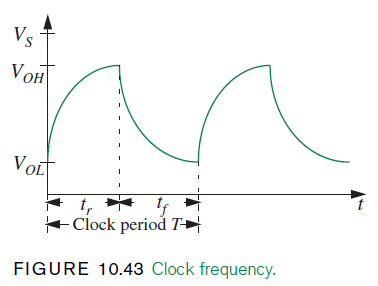 V_S
V_OH
V_OL
t_r t_f t
Clock period T
FIGURE 10.43 Clock frequency.